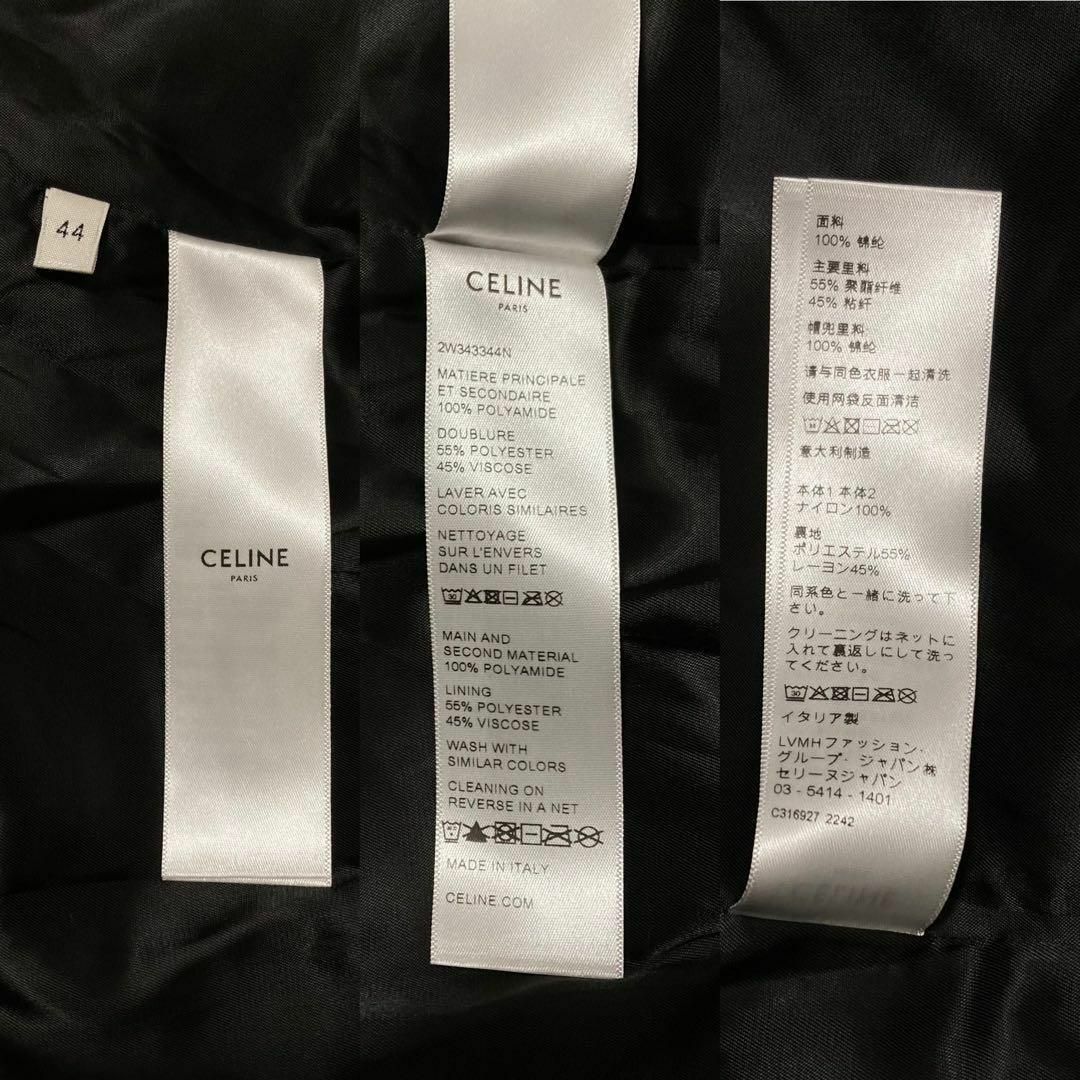 44
CELINE
PARIS
CELINE
PARIS
2W343344N
MATIERE PRINCIPALE
ET SECONDAIRE
100% POLYAMIDE
DOUBLURE
55% POLYESTER
45% VISCOSE
LAVER AVEC
COLORIS SIMILAIRES
NETTOYAGE
SUR L'ENVERS
DANS UN FILET
30
MAIN AND
SECOND MATERIAL
100% POLYAMIDE
LINING
55% POLYESTER
45% VISCOSE
WASH WITH
SIMILAR COLORS
CLEANING ON
REVERSE IN A NET
MADE IN ITALY
CELINE.COM
面料
100% 锦纶
主要里料
55% 聚酯纤维
45% 粘纤
帽兜里料
100% 锦纶
请与同色衣服一起清洗
使用网袋反面清洁
意大利制造
本体1 本体2
ナイロン100%
裏地
ポリエステル55%
レーヨン45%
同系色と一緒に洗って下
さい。
クリーニングはネットに
入れて裏返しにして洗っ
てください。
30
イタリア製
LVMHファッション・
グループ・ジャパン㈱
セリーヌジャパン
03 - 5414 - 1401
C316927 2242